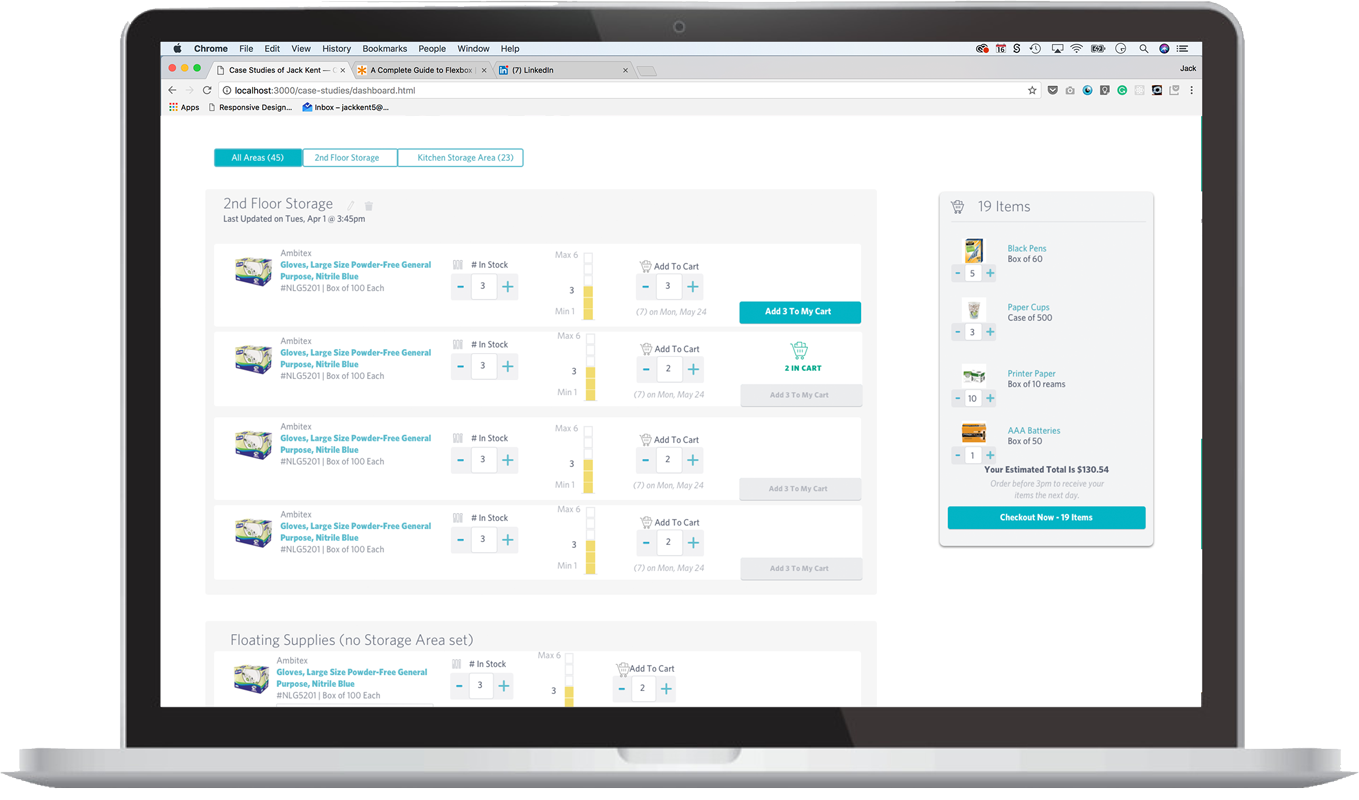 Chrome File Edit View History Bookmarks People Window Help
Case Studies of Jack Kent — C
A Complete Guide to Flexbox
(7) LinkedIn
Jack
localhost:3000/case-studies/dashboard.html
Apps
Responsive Design...
Inbox – jackkent5@...
All Areas (45)
2nd Floor Storage
Kitchen Storage Area (23)
2nd Floor Storage
Last Updated on Tues, Apr 1 @ 3:45pm
Ambitex
Gloves, Large Size Powder-Free General
Purpose, Nitrile Blue
#NLG5201 | Box of 100 Each
# In Stock
- 3 +
Max 6
3
Min 1
Add To Cart
- 3 +
(7) on Mon, May 24
Add 3 To My Cart
Ambitex
Gloves, Large Size Powder-Free General
Purpose, Nitrile Blue
#NLG5201 | Box of 100 Each
# In Stock
- 3 +
Max 6
3
Min 1
Add To Cart
- 2 +
(7) on Mon, May 24
2 IN CART
Add 3 To My Cart
Ambitex
Gloves, Large Size Powder-Free General
Purpose, Nitrile Blue
#NLG5201 | Box of 100 Each
# In Stock
- 3 +
Max 6
3
Min 1
Add To Cart
- 2 +
(7) on Mon, May 24
Add 3 To My Cart
Ambitex
Gloves, Large Size Powder-Free General
Purpose, Nitrile Blue
#NLG5201 | Box of 100 Each
# In Stock
- 3 +
Max 6
3
Min 1
Add To Cart
- 2 +
(7) on Mon, May 24
Add 3 To My Cart
Floating Supplies (no Storage Area set)
Ambitex
Gloves, Large Size Powder-Free General
Purpose, Nitrile Blue
#NLG5201 | Box of 100 Each
# In Stock
- 3 +
Max 6
3
Add To Cart
- 2 +
19 Items
Black Pens
Box of 60
- 5 +
Paper Cups
Case of 500
- 3 +
Printer Paper
Box of 10 reams
- 10 +
AAA Batteries
Box of 50
- 1 +
Your Estimated Total Is $130.54
Order before 3pm to receive your
items the next day.
Checkout Now - 19 Items